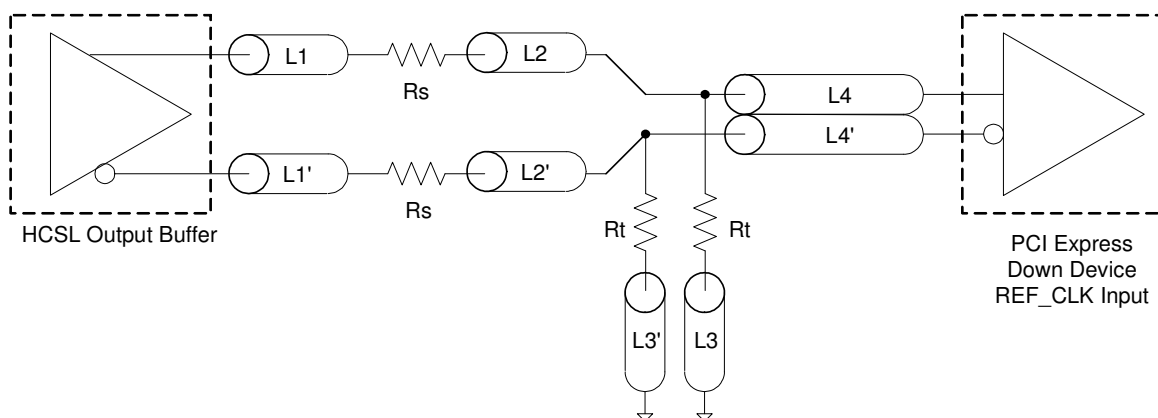 L1
Rs
L2
L4
L4'
L1'
Rs
L2'
HCSL Output Buffer
Rt
Rt
L3'
L3
PCI Express
Down Device
REF_CLK Input